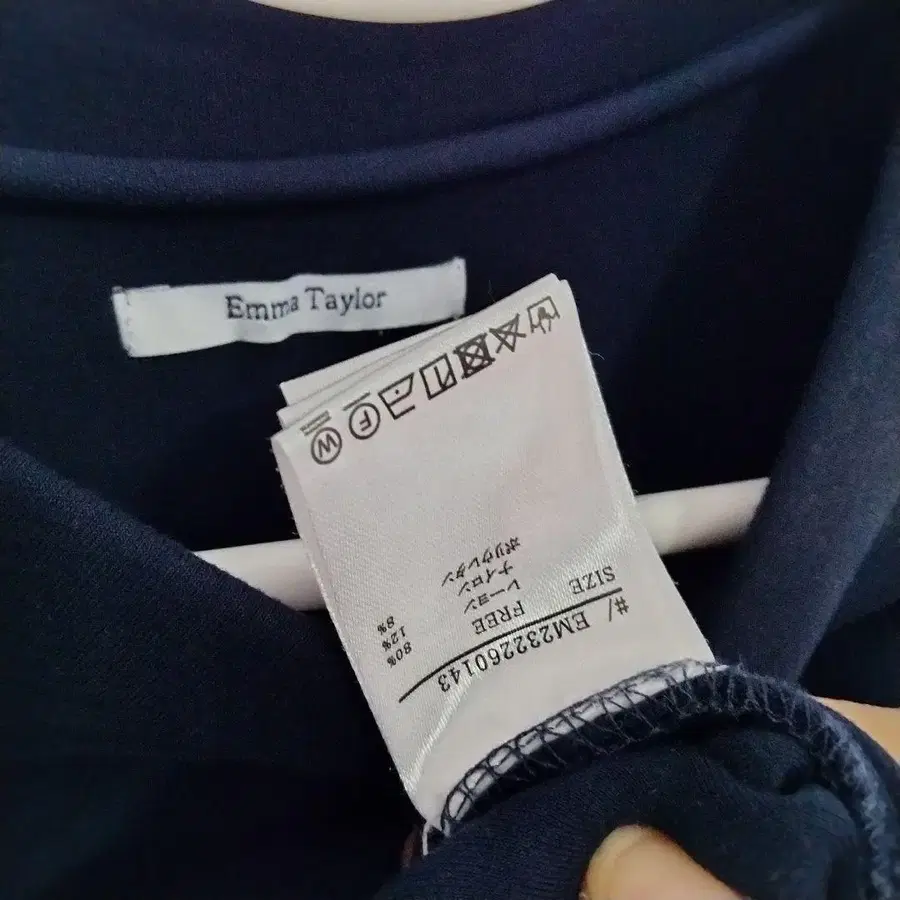 Emma Taylor
#/ EM232260143
SIZE FREE
レーヨン 80%
ナイロン 12%
ポリウレタン 8%
F
W